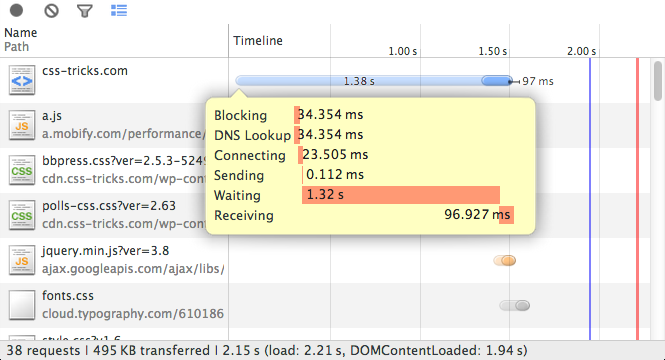 Name
Path
Timeline
1.00 s
1.50 s
2.00 s
<>
css-tricks.com
1.38 s
97 ms
JS
a.js
a.mobify.com/performance/
CSS
bbpress.css?ver=2.5.3-5249
cdn.css-tricks.com/wp-cont
CSS
polls-css.css?ver=2.63
cdn.css-tricks.com/wp-cont
JS
jquery.min.js?ver=3.8
ajax.googleapis.com/ajax/libs/
fonts.css
cloud.typography.com/610186
style.css?v1.6
Blocking 34.354 ms
DNS Lookup 34.354 ms
Connecting 23.505 ms
Sending 0.112 ms
Waiting 1.32 s
Receiving 96.927 ms
38 requests | 495 KB transferred | 2.15 s (load: 2.21 s, DOMContentLoaded: 1.94 s)